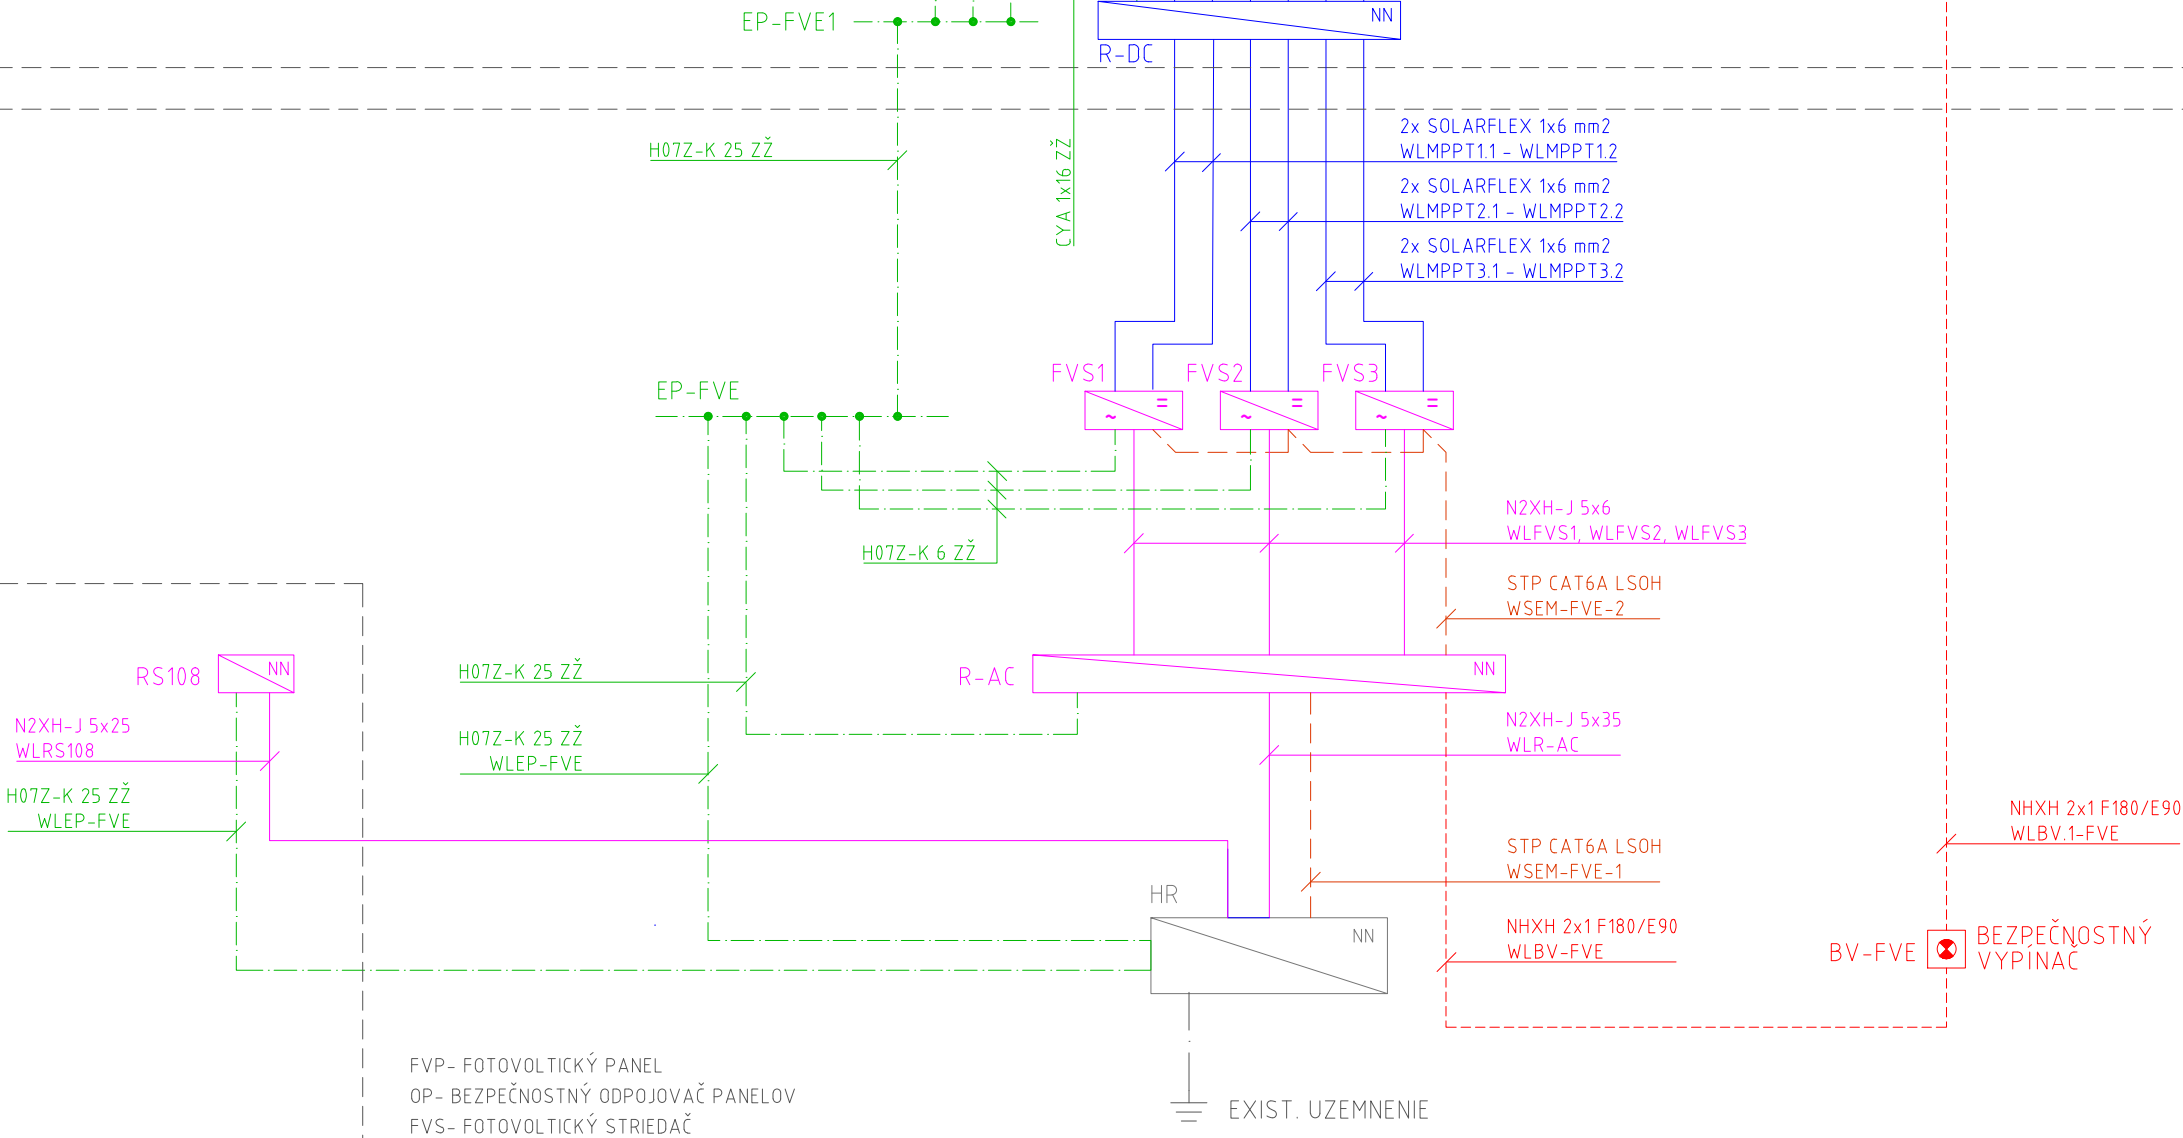 EP-FVE1
NN
R-DC
2x SOLARFLEX 1x6 mm2
WLMPPT1.1 - WLMPPT1.2
H07Z-K 25 ZŽ
CYA 1x16 ZŽ
2x SOLARFLEX 1x6 mm2
WLMPPT2.1 - WLMPPT2.2
2x SOLARFLEX 1x6 mm2
WLMPPT3.1 - WLMPPT3.2
FVS1
FVS2
FVS3
EP-FVE
~ =
~ =
~ =
N2XH-J 5x6
WLFVS1, WLFVS2, WLFVS3
H07Z-K 6 ZŽ
STP CAT6A LSOH
WSEM-FVE-2
RS108
NN
H07Z-K 25 ZŽ
R-AC
NN
N2XH-J 5x25
WLRS108
H07Z-K 25 ZŽ
WLEP-FVE
N2XH-J 5x35
WLR-AC
H07Z-K 25 ZŽ
WLEP-FVE
NHXH 2x1 F180/E90
WLBV.1-FVE
STP CAT6A LSOH
WSEM-FVE-1
HR
NN
NHXH 2x1 F180/E90
WLBV-FVE
BV-FVE
BEZPEČNOSTNÝ
VYPÍNAČ
FVP- FOTOVOLTICKÝ PANEL
OP- BEZPEČNOSTNÝ ODPOJOVAČ PANELOV
FVS- FOTOVOLTICKÝ STRIEDAČ
EXIST. UZEMNENIE